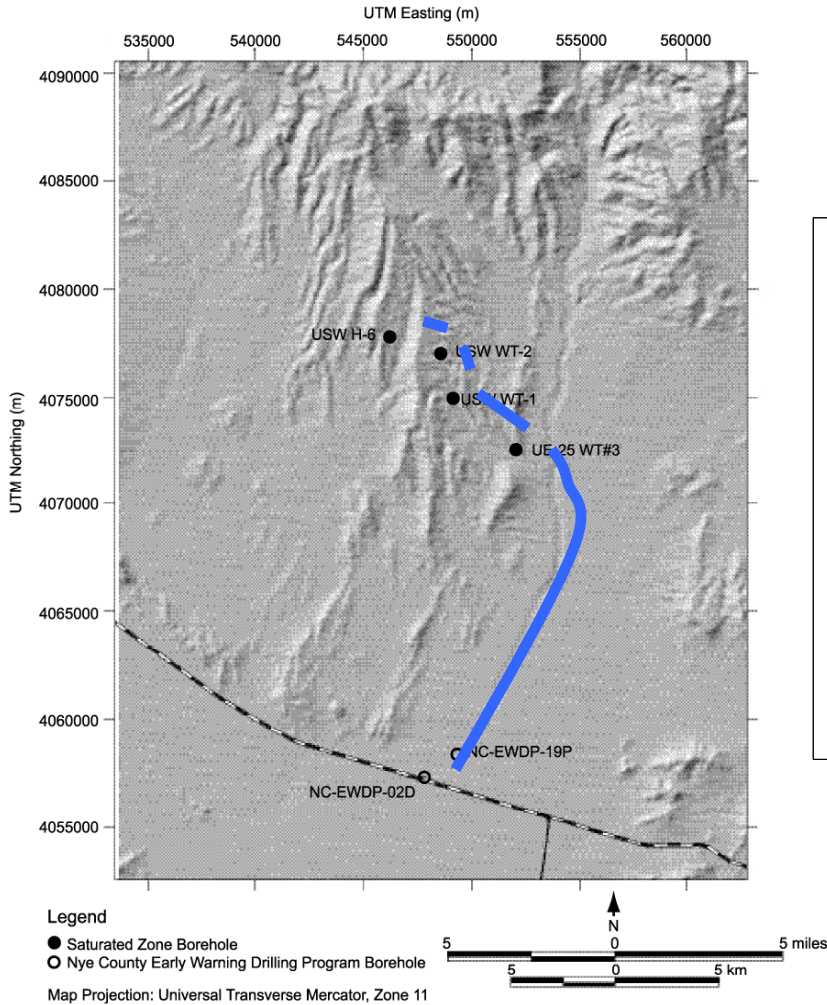 UTM Easting (m)
535000 540000 545000 550000 555000 560000
4090000
4085000
4080000
4075000
4070000
4065000
4060000
4055000
UTM Northing (m)
USW H-6
USW WT-2
USW WT-1
UE-25 WT#3
NC-EWDP-19P
NC-EWDP-02D
Legend
Saturated Zone Borehole
Nye County Early Warning Drilling Program Borehole
Map Projection: Universal Transverse Mercator, Zone 11
N
5 0 5 miles
5 0 5 km